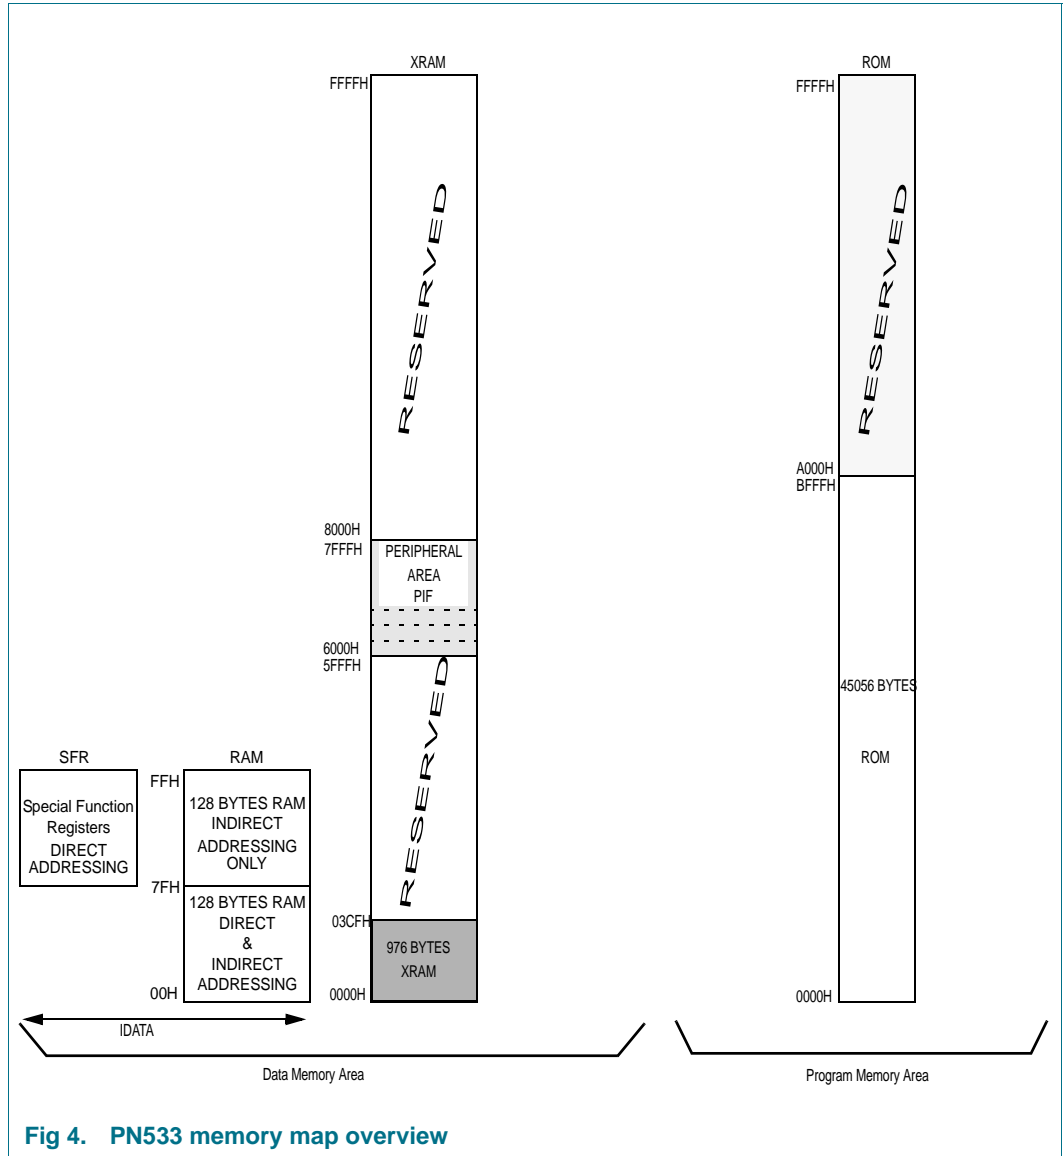 XRAM
FFFFH
RESERVED
8000H
7FFFH
PERIPHERAL
AREA
PIF
6000H
5FFFH
RESERVED
03CFH
976 BYTES
XRAM
0000H
SFR
Special Function
Registers
DIRECT
ADDRESSING
RAM
FFH
128 BYTES RAM
INDIRECT
ADDRESSING
ONLY
7FH
128 BYTES RAM
DIRECT
&
INDIRECT
ADDRESSING
00H
IDATA
Data Memory Area
ROM
FFFFH
RESERVED
A000H
BFFFH
45056 BYTES
ROM
0000H
Program Memory Area
Fig 4. PN533 memory map overview